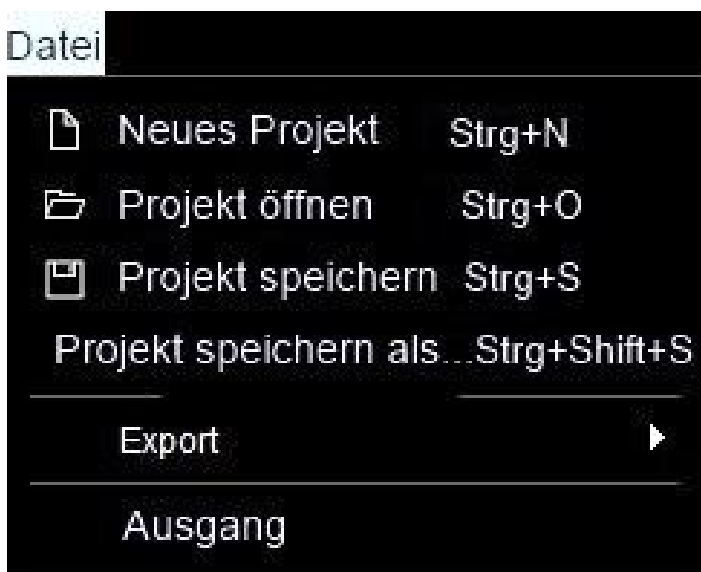 Datei
Neues Projekt Strg+N
Projekt öffnen Strg+O
Projekt speichern Strg+S
Projekt speichern als...Strg+Shift+S
Export
Ausgang